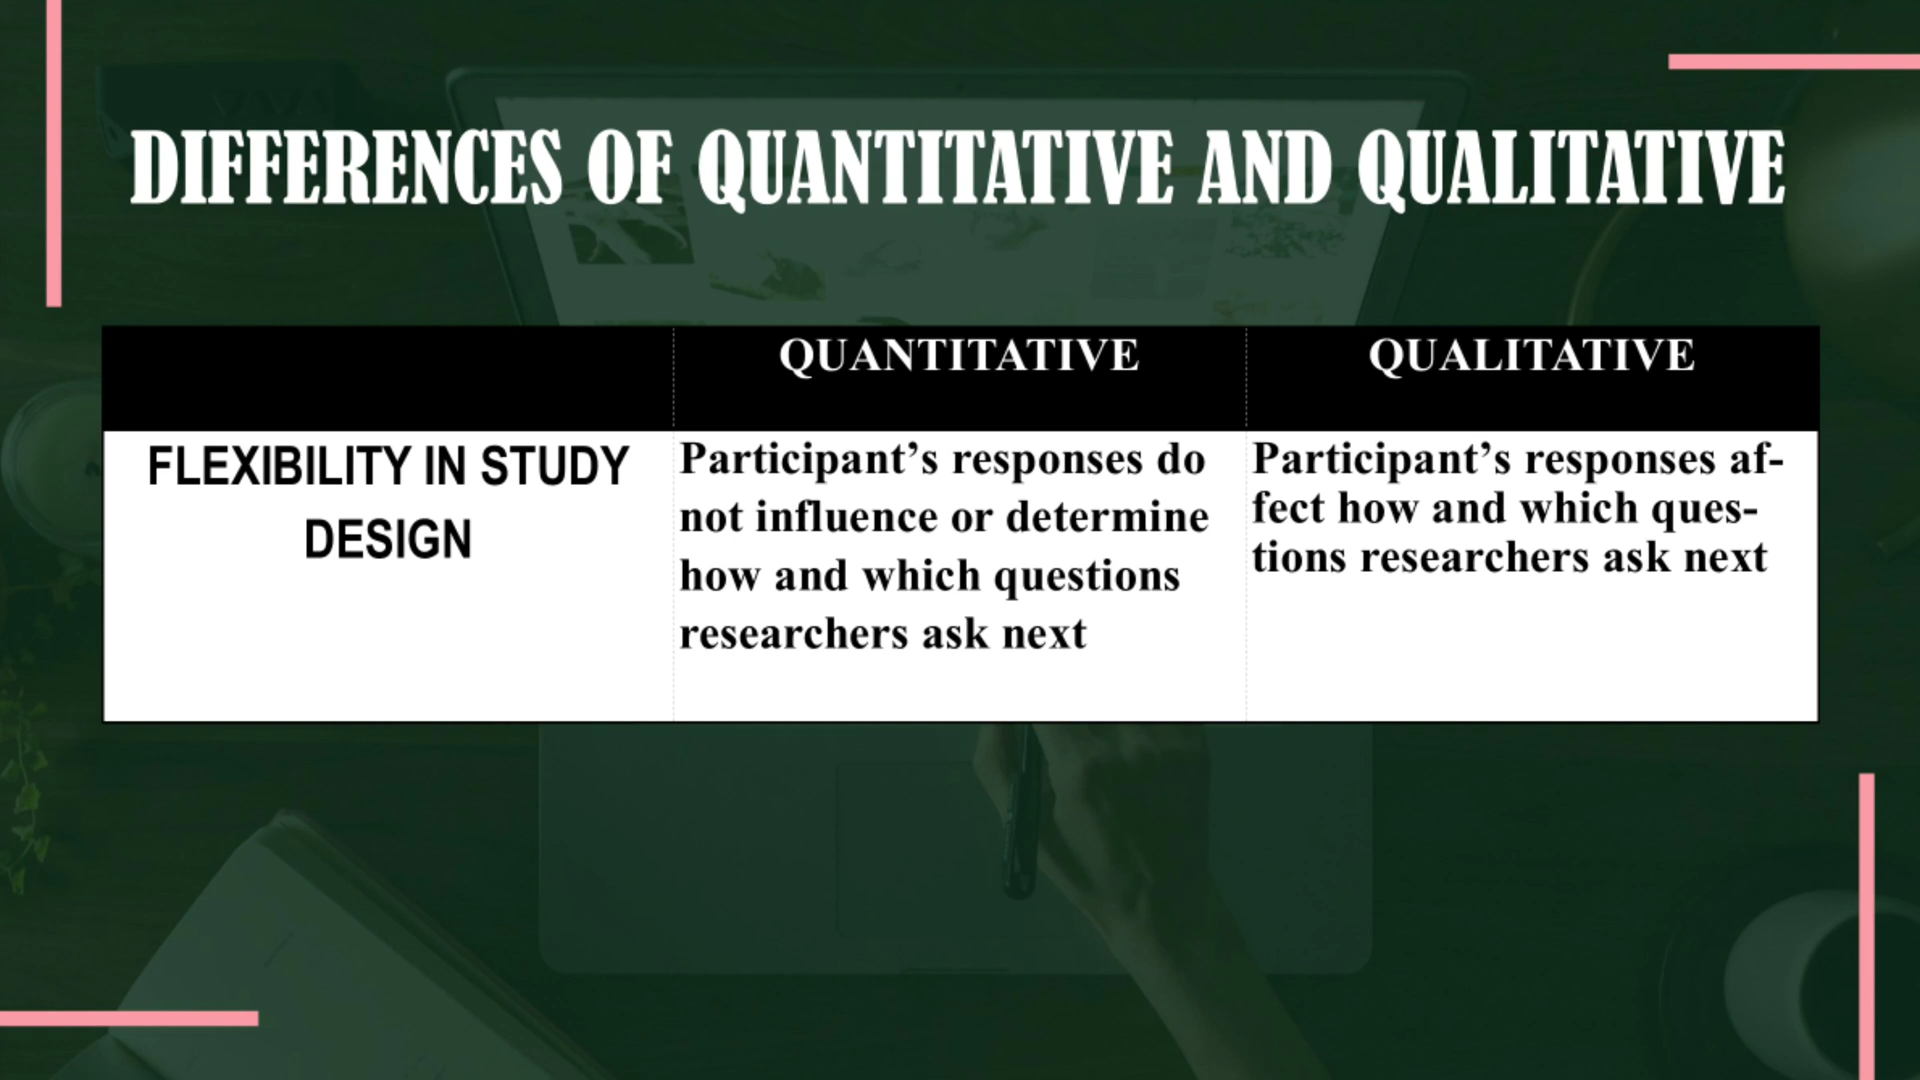 DIFFERENCES OF QUANTITATIVE AND QUALITATIVE
QUANTITATIVE
QUALITATIVE
FLEXIBILITY IN STUDY
DESIGN
Participant’s responses do
not influence or determine
how and which questions
researchers ask next
Participant’s responses af-
fect how and which ques-
tions researchers ask next